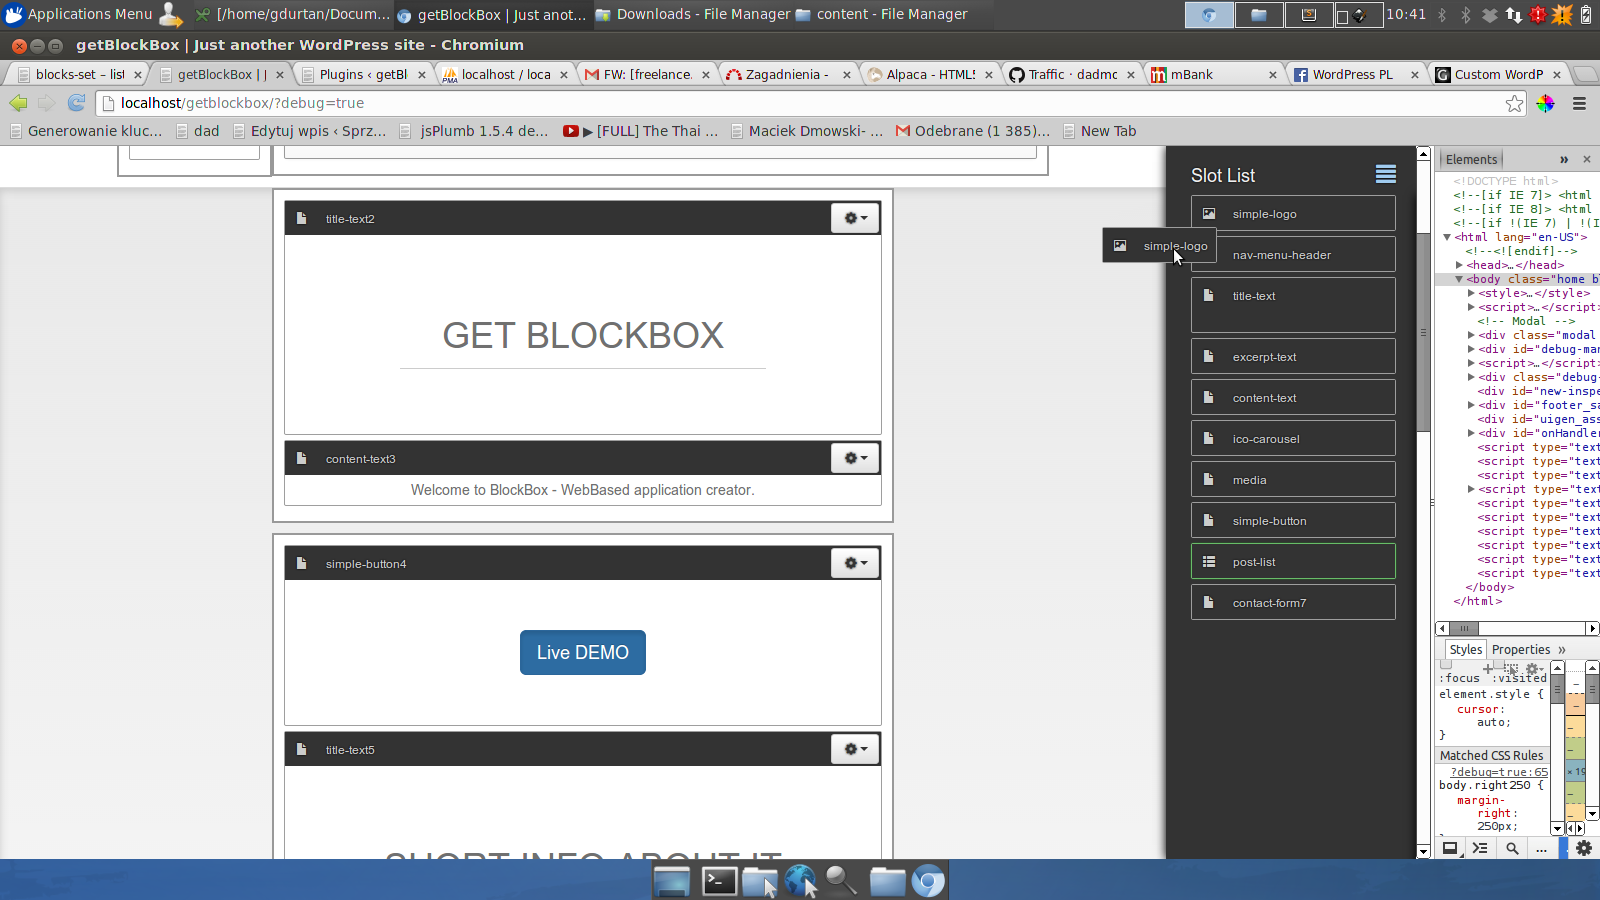 Applications Menu
[/home/gdurtan/Docum...
getBlockBox | Just anot...
Downloads - File Manager
content - File Manager
10:41
getBlockBox | Just another WordPress site - Chromium
blocks-set – list
getBlockBox | J
Plugins ‹ getBl
localhost / loca
FW: [freelance.
Zagadnienia -
Alpaca - HTML5
Traffic · dadmc
mBank
WordPress PL
Custom WordP
localhost/getblockbox/?debug=true
Generowanie kluc...
dad
Edytuj wpis ‹ Sprz...
jsPlumb 1.5.4 de...
▶ [FULL] The Thai ...
Maciek Dmowski- ...
Odebrane (1 385)...
New Tab
title-text2
GET BLOCKBOX
content-text3
Welcome to BlockBox - WebBased application creator.
simple-button4
Live DEMO
title-text5
SHORT INFO ABOUT IT
Slot List
simple-logo
simple-logo
nav-menu-header
title-text
excerpt-text
content-text
ico-carousel
media
simple-button
post-list
contact-form7
Elements
»
×
<!DOCTYPE html>
<!--[if IE 7]> <html
<!--[if IE 8]> <html
<!--[if !(IE 7) | !(I
<html lang="en-US">
<!--<![endif]-->
<head>…</head>
<body class="home b
<style>…</style>
<script>…</script>
<!-- Modal -->
<div class="modal
<div id="debug-man
<script>…</script>
<div class="debug-
<div id="new-inspe
<div id="footer_sa
<div id="uigen_ass
<div id="onHandler
<script type="text
<script type="text
<script type="text
<script type="text
<script type="text
<script type="text
<script type="text
<script type="text
<script type="text
<script type="text
</body>
</html>
Styles
Properties
»
:focus :visited
element.style {
cursor:
auto;
}
Matched CSS Rules
?debug=true:65
body.right250 {
margin-
right:
250px;
× 19